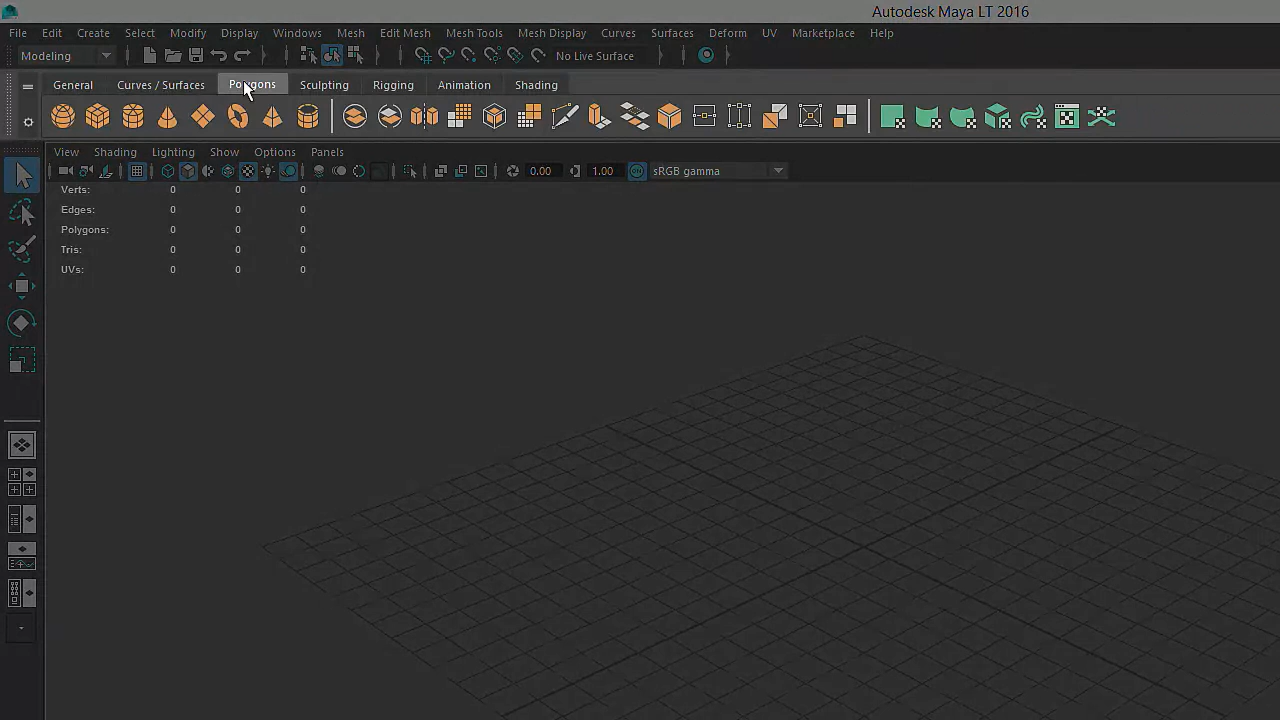 Autodesk Maya LT 2016
File Edit Create Select Modify Display Windows Mesh Edit Mesh Mesh Tools Mesh Display Curves Surfaces Deform UV Marketplace Help
Modeling No Live Surface
General Curves / Surfaces Polygons Sculpting Rigging Animation Shading
View Shading Lighting Show Options Panels
0.00 1.00 sRGB gamma
Verts: 0 0 0
Edges: 0 0 0
Polygons: 0 0 0
Tris: 0 0 0
UVs: 0 0 0